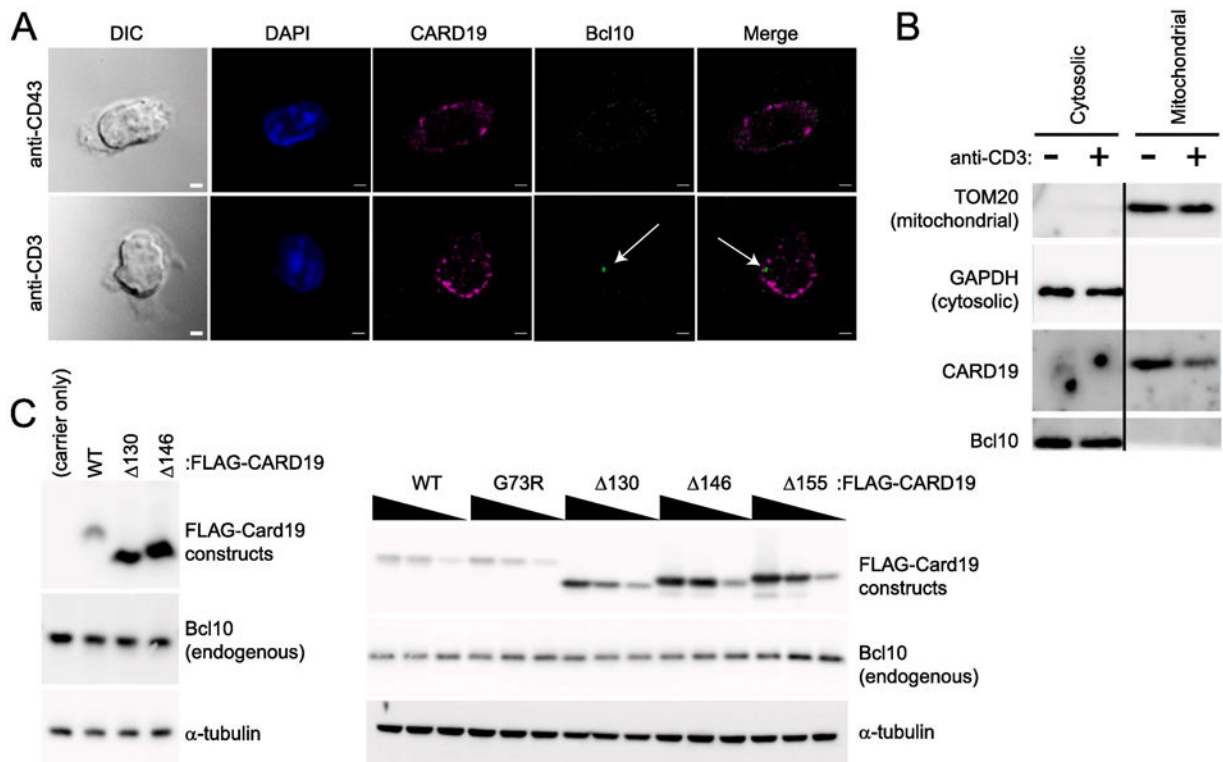 A
DIC DAPI CARD19 Bcl10 Merge
anti-CD43
anti-CD3
B
Cytosolic
Mitochondrial
anti-CD3: - + - +
TOM20
(mitochondrial)
GAPDH
(cytosolic)
CARD19
Bcl10
C
(carrier only)
WT
Δ130
Δ146
:FLAG-CARD19
FLAG-Card19
constructs
Bcl10
(endogenous)
α-tubulin
WT G73R Δ130 Δ146 Δ155 :FLAG-CARD19
FLAG-Card19
constructs
Bcl10
(endogenous)
α-tubulin